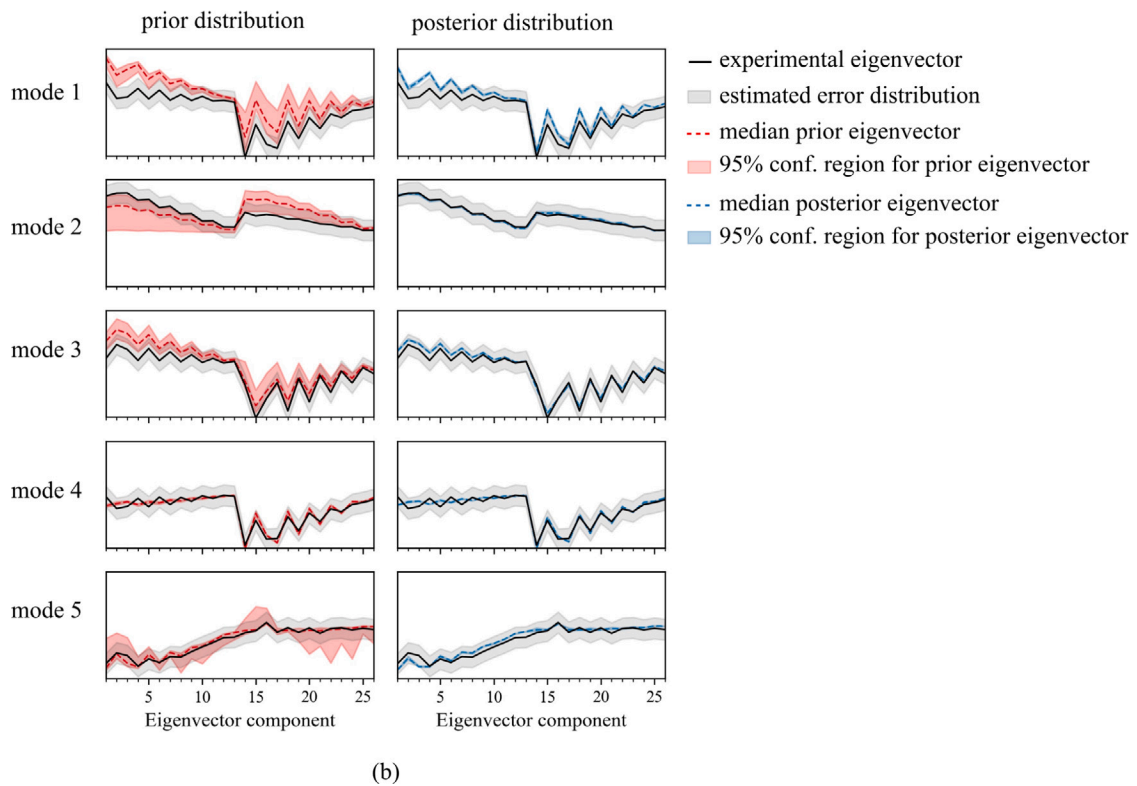 prior distribution
posterior distribution
mode 1
mode 2
mode 3
mode 4
mode 5
experimental eigenvector
estimated error distribution
median prior eigenvector
95% conf. region for prior eigenvector
median posterior eigenvector
95% conf. region for posterior eigenvector
5 10 15 20 25
5 10 15 20 25
Eigenvector component
Eigenvector component
(b)